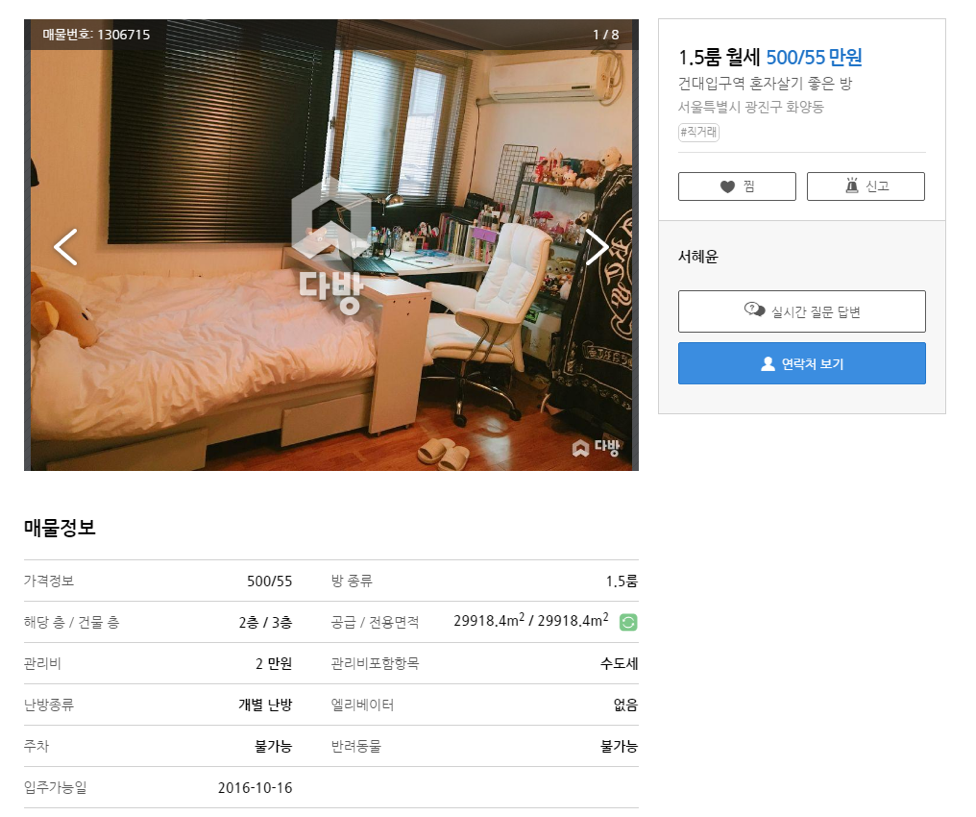 매물번호: 1306715
1 / 8
다방
다방
1.5룸 월세 500/55 만원
건대입구역 혼자살기 좋은 방
서울특별시 광진구 화양동
#직거래
찜
신고
서혜윤
실시간 질문 답변
연락처 보기
매물정보
가격정보 500/55 방 종류 1.5룸
해당 층 / 건물 층 2층 / 3층 공급 / 전용면적 29918.4m² / 29918.4m²
관리비 2 만원 관리비포함항목 수도세
난방종류 개별 난방 엘리베이터 없음
주차 불가능 반려동물 불가능
입주가능일 2016-10-16